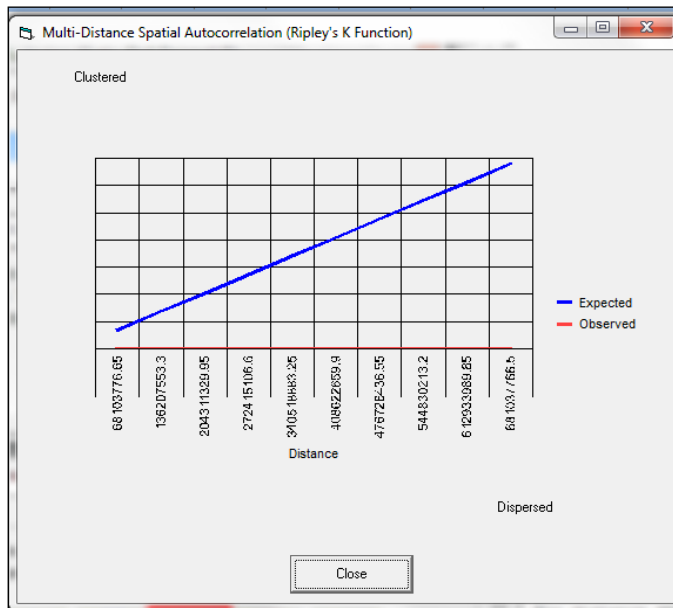 Multi-Distance Spatial Autocorrelation (Ripley's K Function)
Clustered
Expected
Observed
68103776.65
136207553.3
204311329.95
272415106.6
340518883.25
408622659.9
476726436.55
544830213.2
612933989.85
681037766.5
Distance
Dispersed
Close